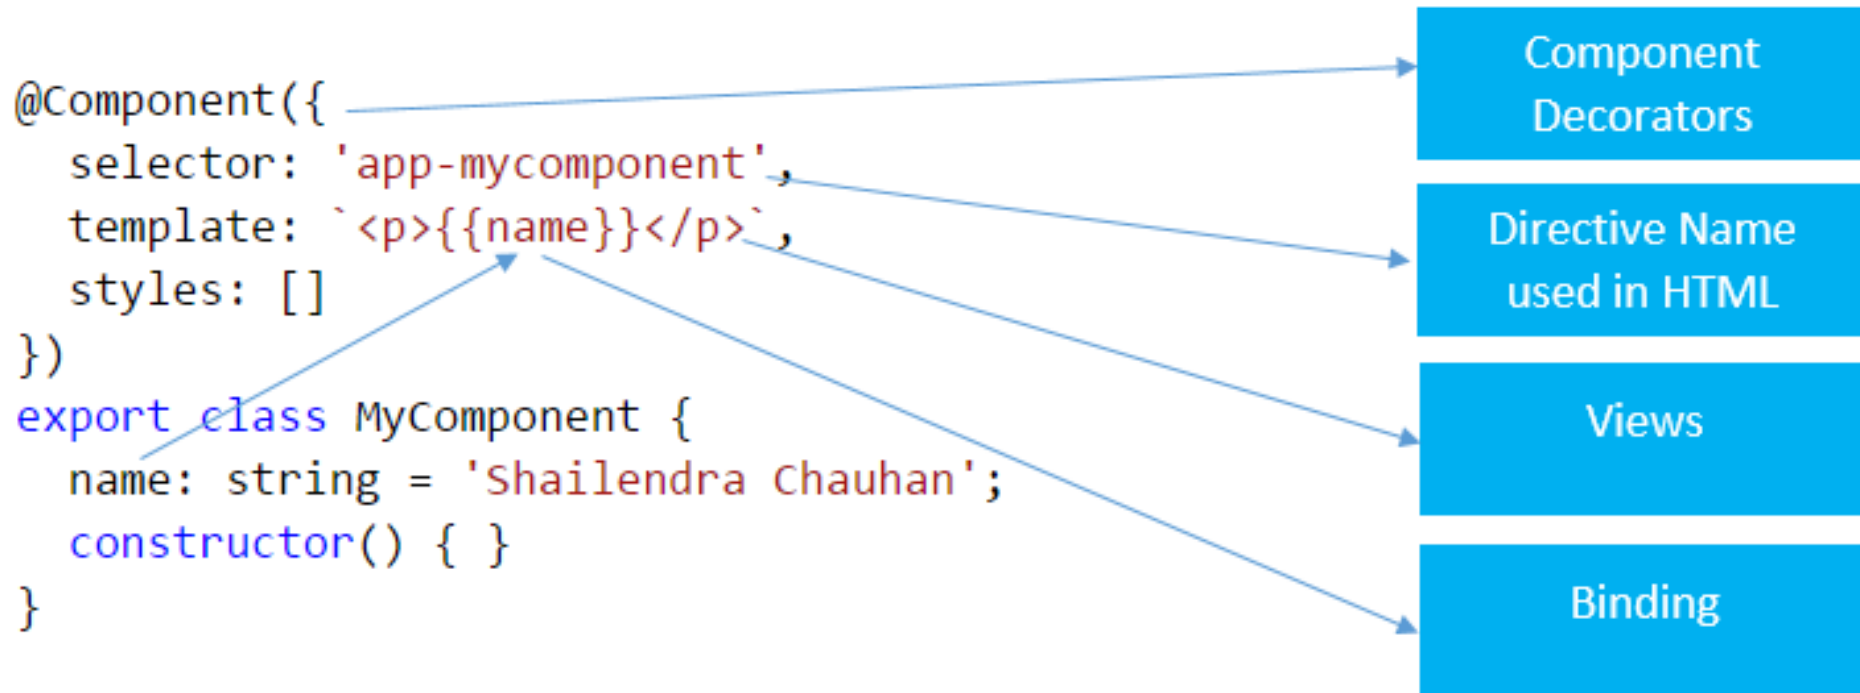 @Component({
  selector: 'app-mycomponent',
  template: `<p>{{name}}</p>`,
  styles: []
})
export class MyComponent {
  name: string = 'Shailendra Chauhan';
  constructor() { }
}
Component
Decorators
Directive Name
used in HTML
Views
Binding